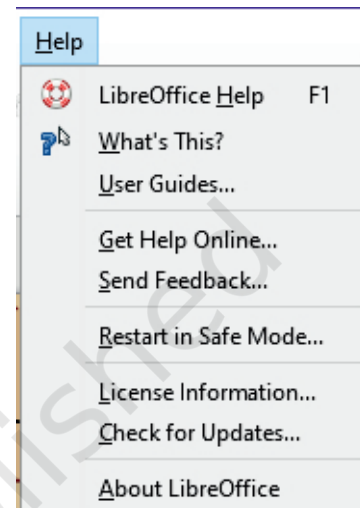 Help
LibreOffice Help F1
What's This?
User Guides...
Get Help Online...
Send Feedback...
Restart in Safe Mode...
License Information...
Check for Updates...
About LibreOffice